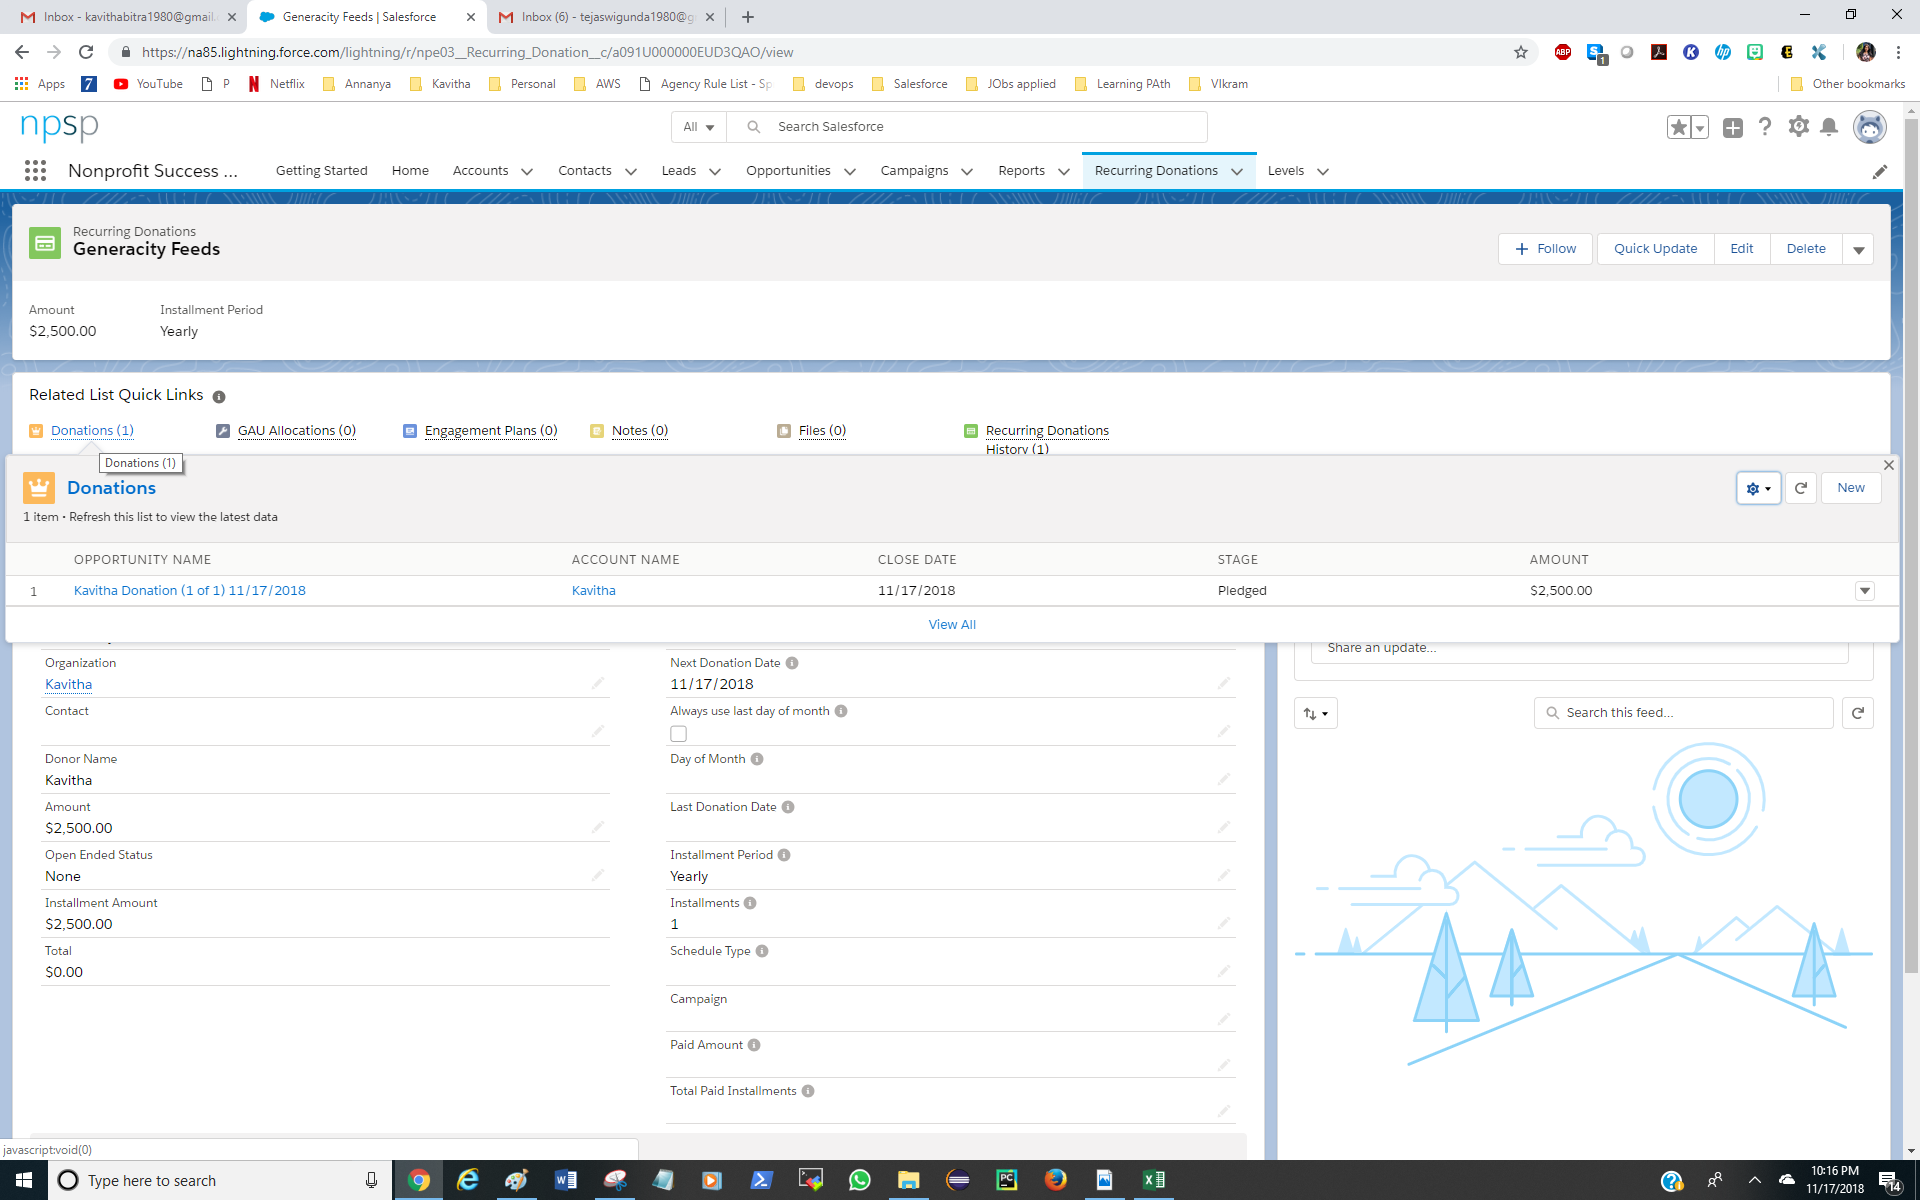 Inbox - kavithabitra1980@gmail.
Generacity Feeds | Salesforce
Inbox (6) - tejaswigunda1980@g
https://na85.lightning.force.com/lightning/r/npe03__Recurring_Donation__c/a091U000000EUD3QAO/view
Apps
7
YouTube
P
Netflix
Annanya
Kavitha
Personal
AWS
Agency Rule List - Sp
devops
Salesforce
JObs applied
Learning PAth
VIkram
Other bookmarks
npsp
All
Search Salesforce
Nonprofit Success ...
Getting Started
Home
Accounts
Contacts
Leads
Opportunities
Campaigns
Reports
Recurring Donations
Levels
Recurring Donations
Generacity Feeds
Follow
Quick Update
Edit
Delete
Amount
Installment Period
$2,500.00
Yearly
Related List Quick Links
Donations (1)
GAU Allocations (0)
Engagement Plans (0)
Notes (0)
Files (0)
Recurring Donations
History (1)
Donations (1)
Donations
1 item • Refresh this list to view the latest data
New
OPPORTUNITY NAME
ACCOUNT NAME
CLOSE DATE
STAGE
AMOUNT
1
Kavitha Donation (1 of 1) 11/17/2018
Kavitha
11/17/2018
Pledged
$2,500.00
View All
Organization
Kavitha
Contact
Donor Name
Kavitha
Amount
$2,500.00
Open Ended Status
None
Installment Amount
$2,500.00
Total
$0.00
Next Donation Date
11/17/2018
Always use last day of month
Day of Month
Last Donation Date
Installment Period
Yearly
Installments
1
Schedule Type
Campaign
Paid Amount
Total Paid Installments
Share an update...
Search this feed...
javascript:void(0)
Type here to search
10:16 PM
11/17/2018
14